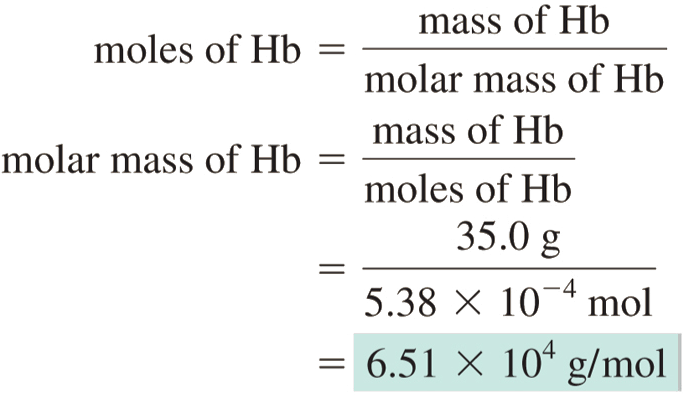 moles of Hb = mass of Hb / molar mass of Hb
molar mass of Hb = mass of Hb / moles of Hb
= 35.0 g / 5.38 × 10⁻⁴ mol
= 6.51 × 10⁴ g/mol